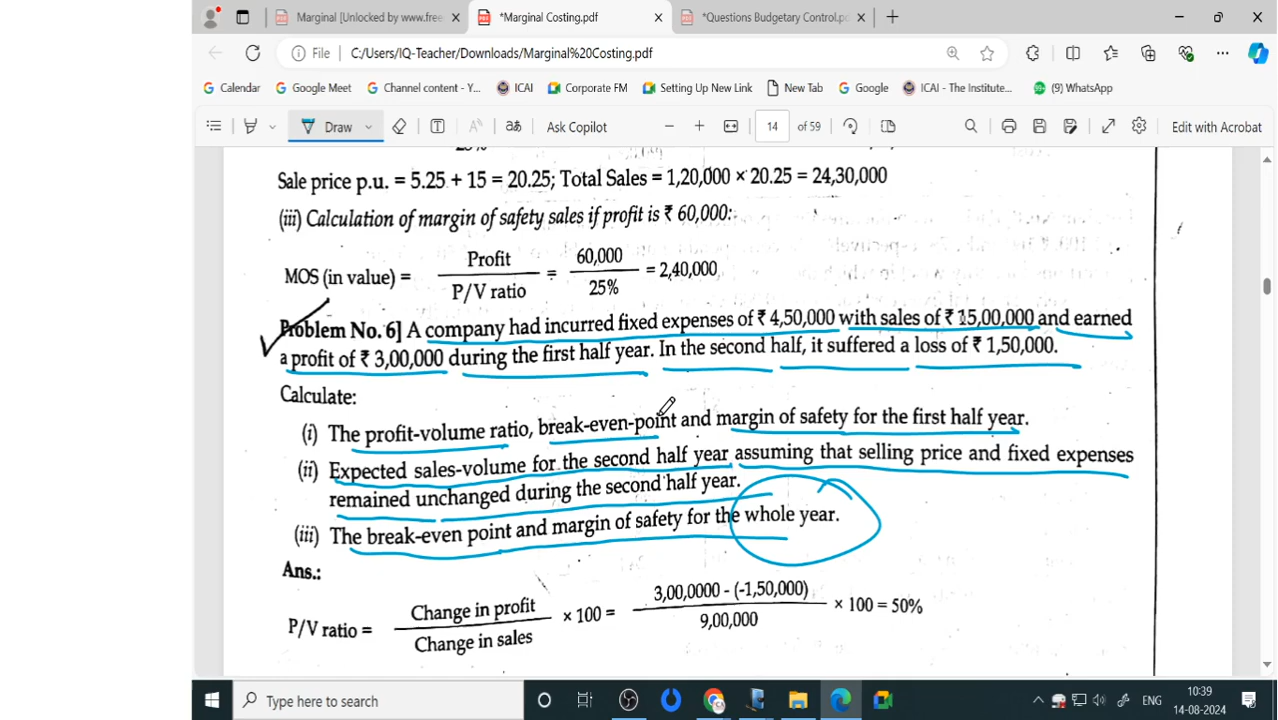 Marginal [Unlocked by www.free
*Marginal Costing.pdf
*Questions Budgetary Control.pdf
File
C:/Users/IQ-Teacher/Downloads/Marginal%20Costing.pdf
Calendar
Google Meet
Channel content - Y...
ICAI
Corporate FM
Setting Up New Link
New Tab
Google
ICAI - The Institute...
(9) WhatsApp
Draw
Ask Copilot
14 of 59
Edit with Acrobat
25%
Sale price p.u. = 5.25 + 15 = 20.25; Total Sales = 1,20,000 × 20.25 = 24,30,000
(iii) Calculation of margin of safety sales if profit is ₹ 60,000:
MOS (in value) = Profit / P/V ratio = 60,000 / 25% = 2,40,000
Problem No. 6] A company had incurred fixed expenses of ₹ 4,50,000 with sales of ₹ 15,00,000 and earned
a profit of ₹ 3,00,000 during the first half year. In the second half, it suffered a loss of ₹ 1,50,000.
Calculate:
(i) The profit-volume ratio, break-even-point and margin of safety for the first half year.
(ii) Expected sales-volume for the second half year assuming that selling price and fixed expenses
remained unchanged during the second half year.
(iii) The break-even point and margin of safety for the whole year.
Ans.:
P/V ratio = Change in profit / Change in sales × 100 = 3,00,0000 - (-1,50,000) / 9,00,000 × 100 = 50%
Type here to search
ENG
10:39
14-08-2024